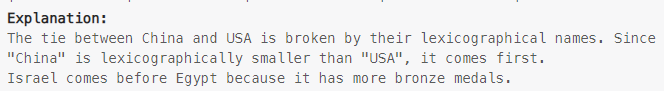 Explanation:
The tie between China and USA is broken by their lexicographical names. Since
"China" is lexicographically smaller than "USA", it comes first.
Israel comes before Egypt because it has more bronze medals.